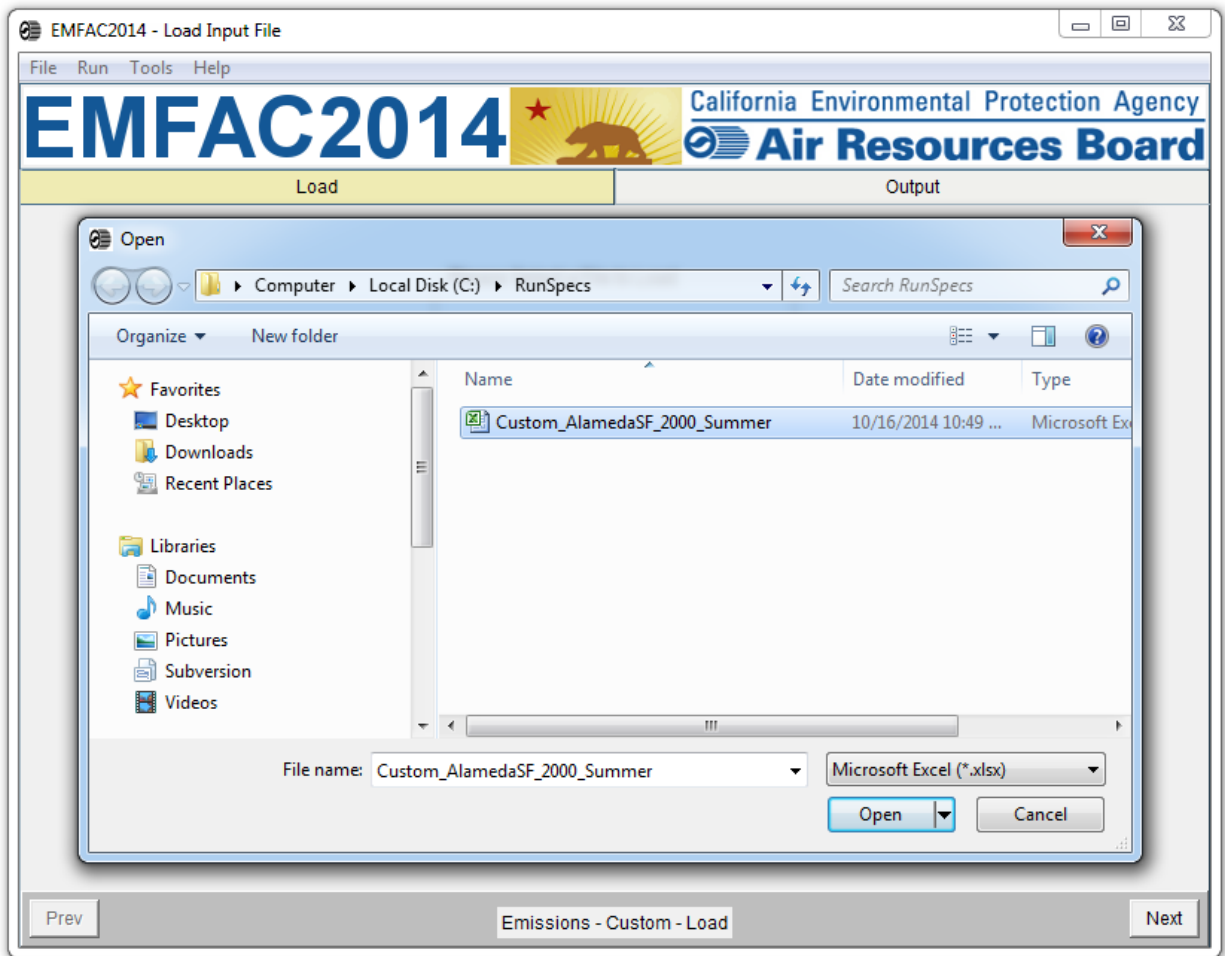 EMFAC2014 - Load Input File
File Run Tools Help
EMFAC2014
California Environmental Protection Agency
Air Resources Board
Load Output
Open
Computer Local Disk (C:) RunSpecs Search RunSpecs
Organize New folder
Favorites
Desktop
Downloads
Recent Places
Libraries
Documents
Music
Pictures
Subversion
Videos
Name Date modified Type
Custom_AlamedaSF_2000_Summer 10/16/2014 10:49 ... Microsoft Ex
File name: Custom_AlamedaSF_2000_Summer Microsoft Excel (*.xlsx)
Open Cancel
Prev Emissions - Custom - Load Next